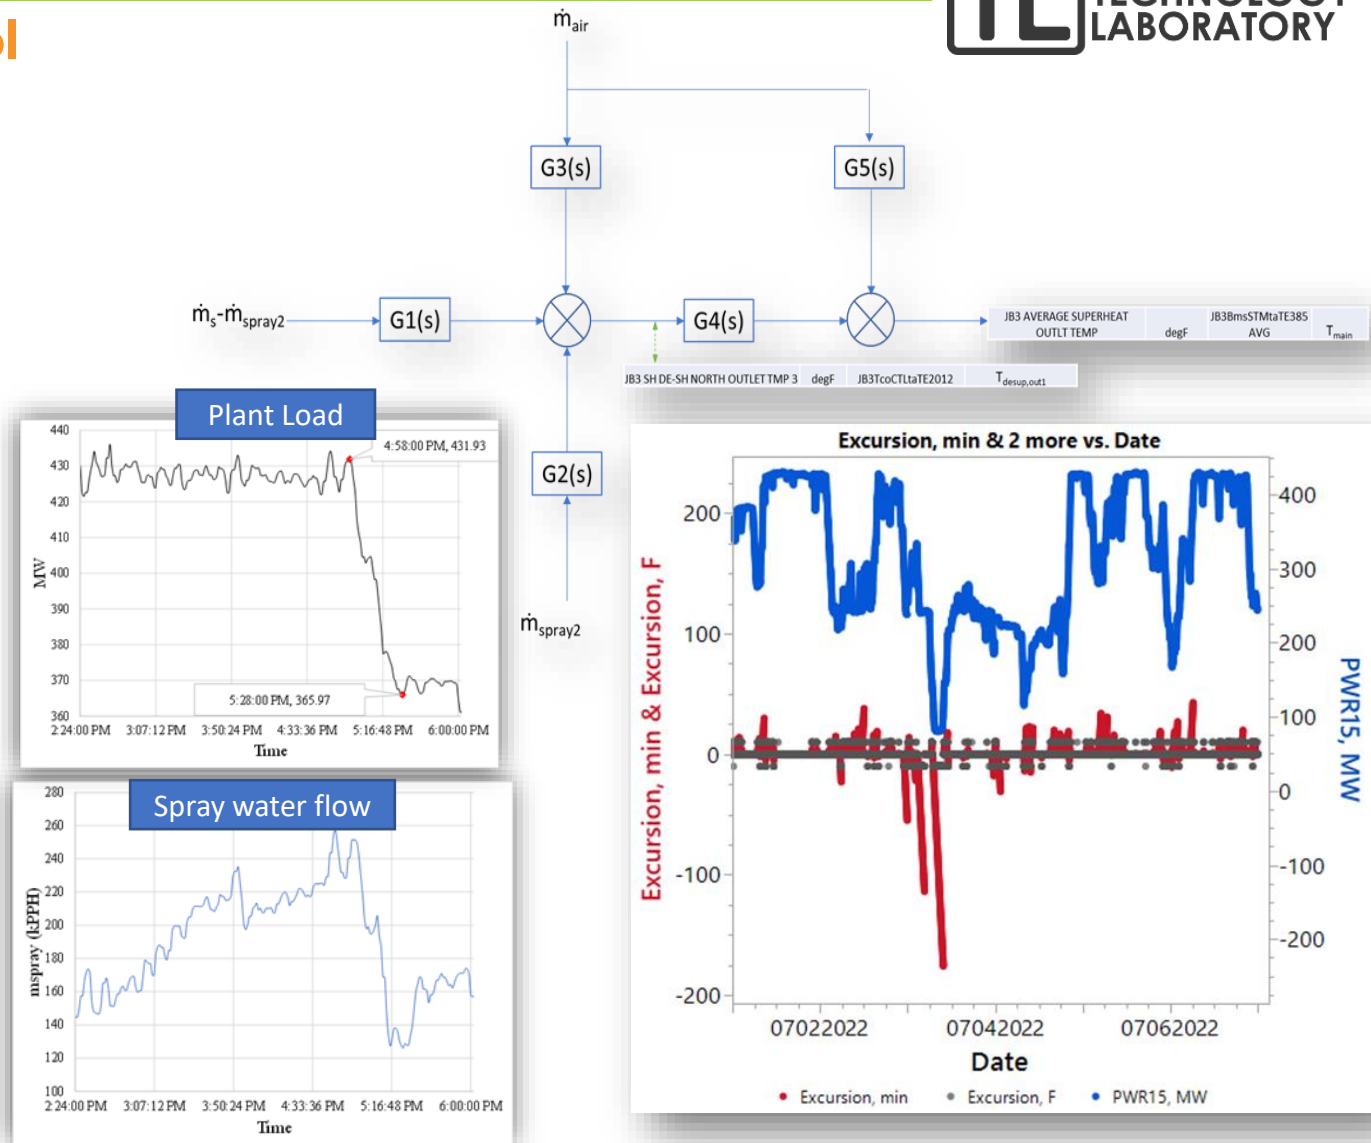 TECHNOLOGY
TL LABORATORY
ṁair
G3(s)
G5(s)
ṁs-ṁspray2
G1(s)
G4(s)
JB3 AVERAGE SUPERHEAT OUTLT TEMP degF JB3BmsSTMtaTE385 AVG Tmain
JB3 SH DE-SH NORTH OUTLET TMP 3 degF JB3TcoCTLtaTE2012 Tdesup,out1
G2(s)
ṁspray2
Plant Load
440
430
420
410
400
390
380
370
360
MW
4:58:00 PM, 431.93
5:28:00 PM, 365.97
2:24:00 PM 3:07:12 PM 3:50:24 PM 4:33:36 PM 5:16:48 PM 6:00:00 PM
Time
Spray water flow
280
260
240
220
200
180
160
140
120
100
mspray (kPPH)
2:24:00 PM 3:07:12 PM 3:50:24 PM 4:33:36 PM 5:16:48 PM 6:00:00 PM
Time
Excursion, min & 2 more vs. Date
Excursion, min & Excursion, F
200
100
0
-100
-200
400
300
200
100
0
-100
-200
PWR15, MW
07022022 07042022 07062022
Date
Excursion, min Excursion, F PWR15, MW